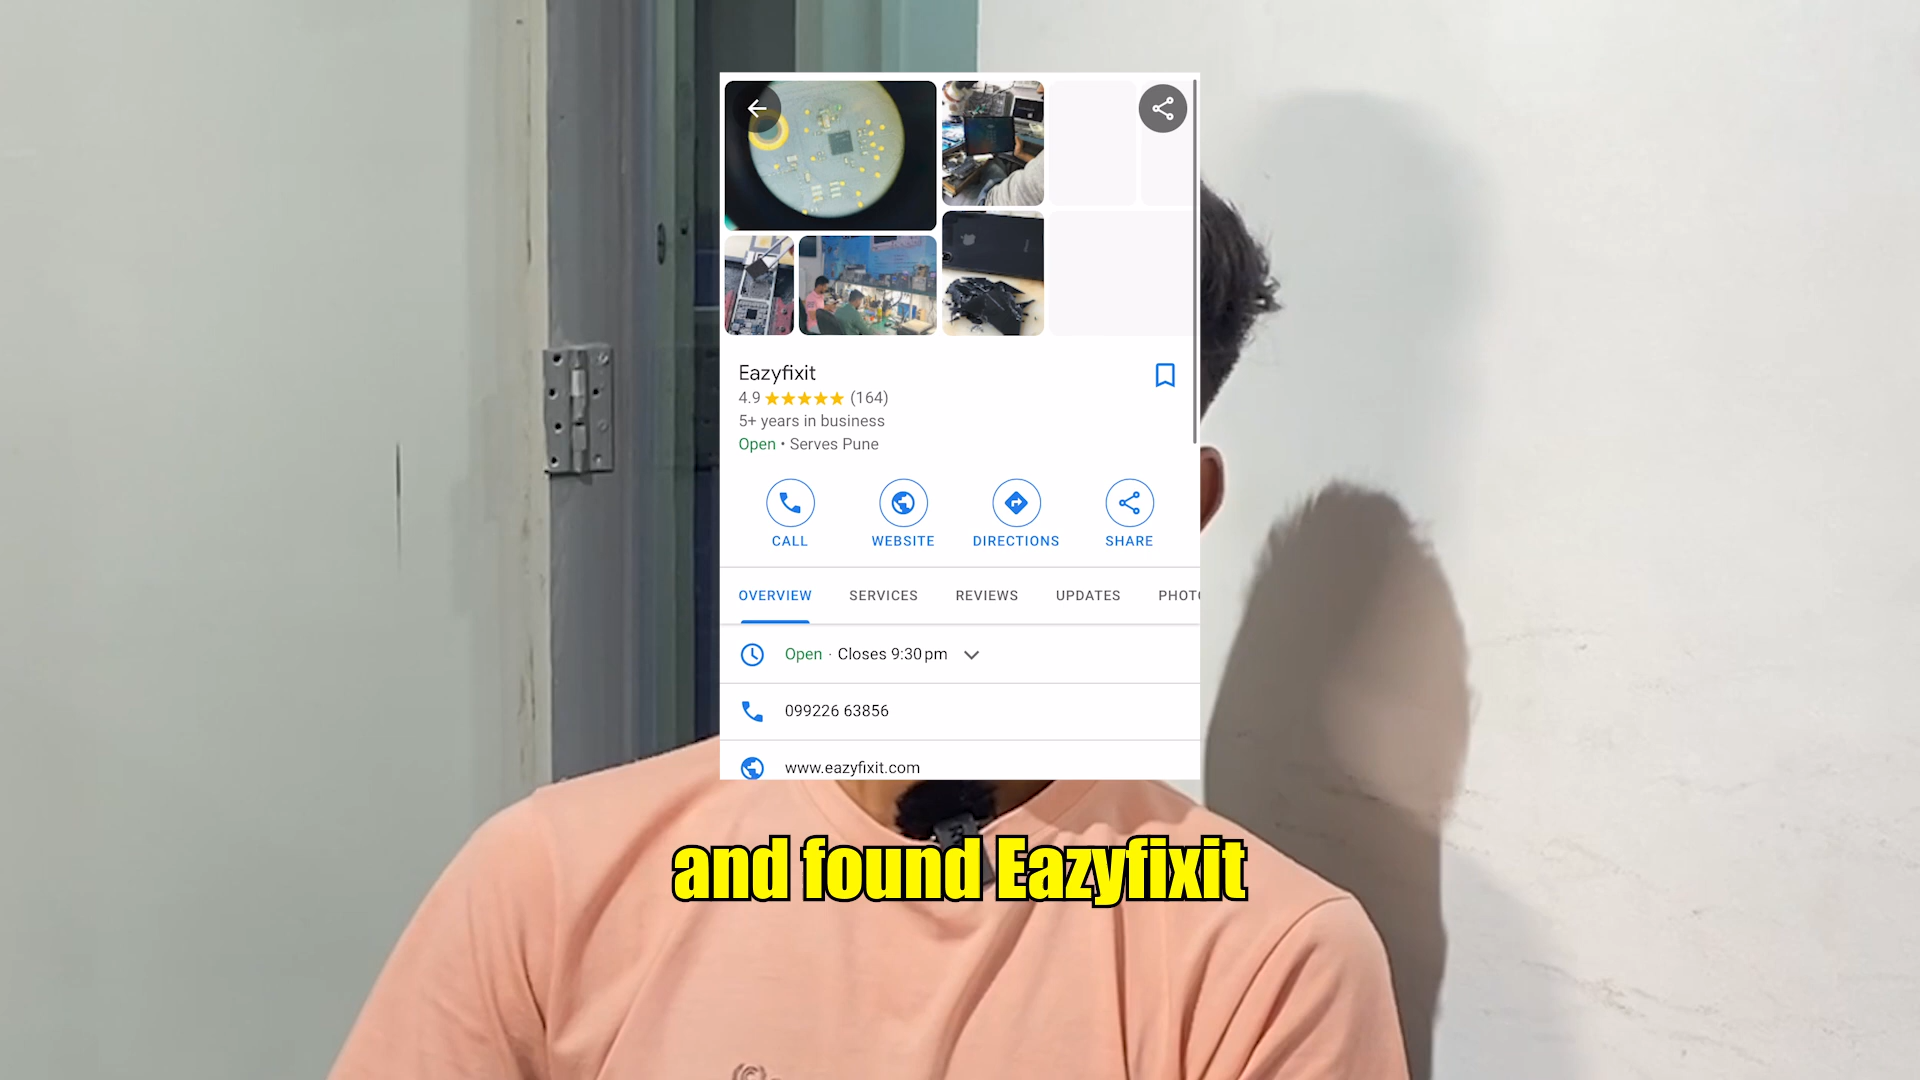 Eazyfixit
4.9 (164)
5+ years in business
Open • Serves Pune
CALL WEBSITE DIRECTIONS SHARE
OVERVIEW SERVICES REVIEWS UPDATES PHOTO
Open · Closes 9:30 pm
099226 63856
www.eazyfixit.com
and found Eazyfixit